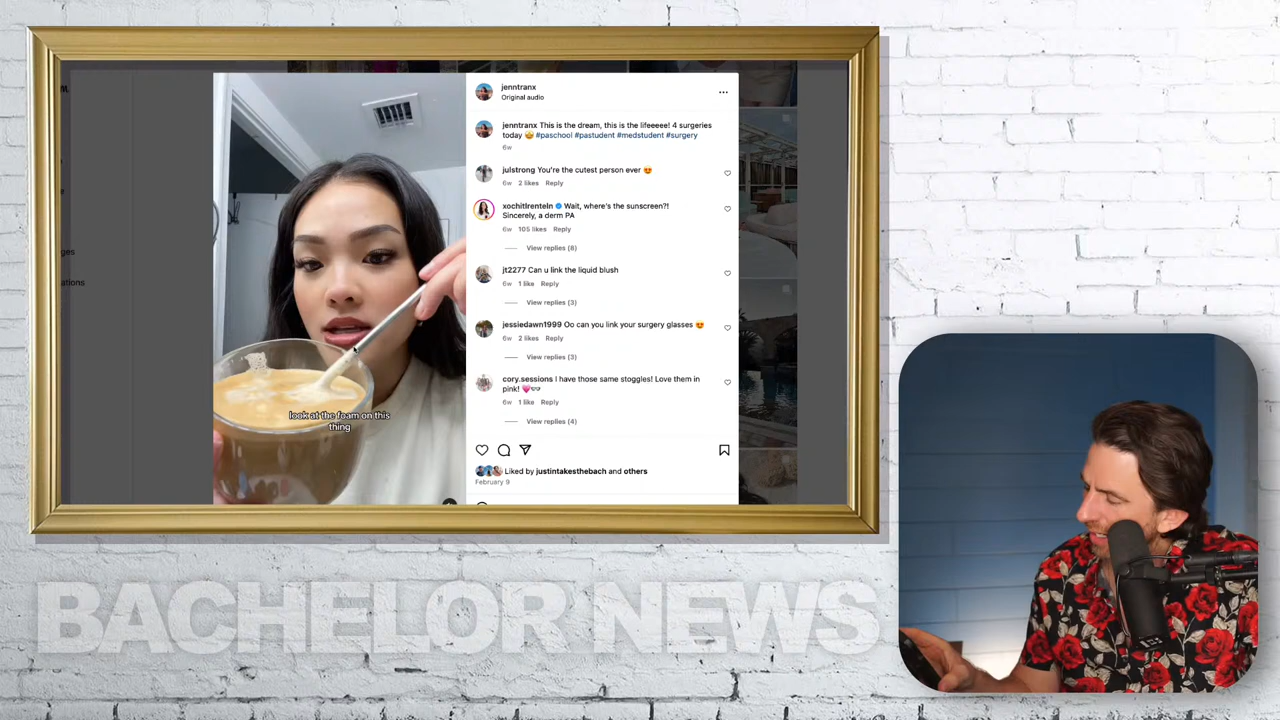 m.
ges
ations
look at the foam on this
thing
jenntranx
Original audio
jenntranx This is the dream, this is the lifeeeee! 4 surgeries
today 🤩 #paschool #pastudent #medstudent #surgery
6w
julstrong You're the cutest person ever 😍
6w 2 likes Reply
xochitlrenteln Wait, where's the sunscreen?!
Sincerely, a derm PA
6w 105 likes Reply
View replies (8)
jt2277 Can u link the liquid blush
6w 1 like Reply
View replies (3)
jessiedawn1999 Oo can you link your surgery glasses 😍
6w 2 likes Reply
View replies (3)
cory.sessions I have those same stoggles! Love them in
pink! 💗👓
6w 1 like Reply
View replies (4)
Liked by justintakesthebach and others
February 9
BACHELOR NEWS